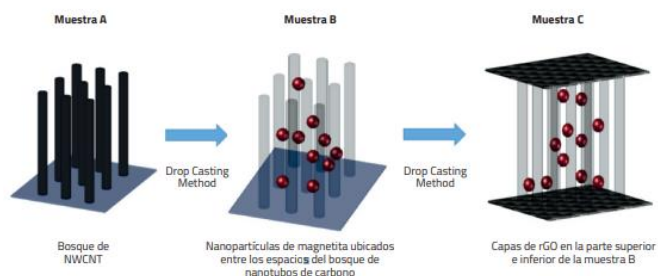 Muestra A
Muestra B
Muestra C
Drop Casting
Method
Drop Casting
Method
Bosque de
NWCNT
Nanopartículas de magnetita ubicados
entre los espacios del bosque de
nanotubos de carbono
Capas de rGO en la parte superior
e inferior de la muestra B